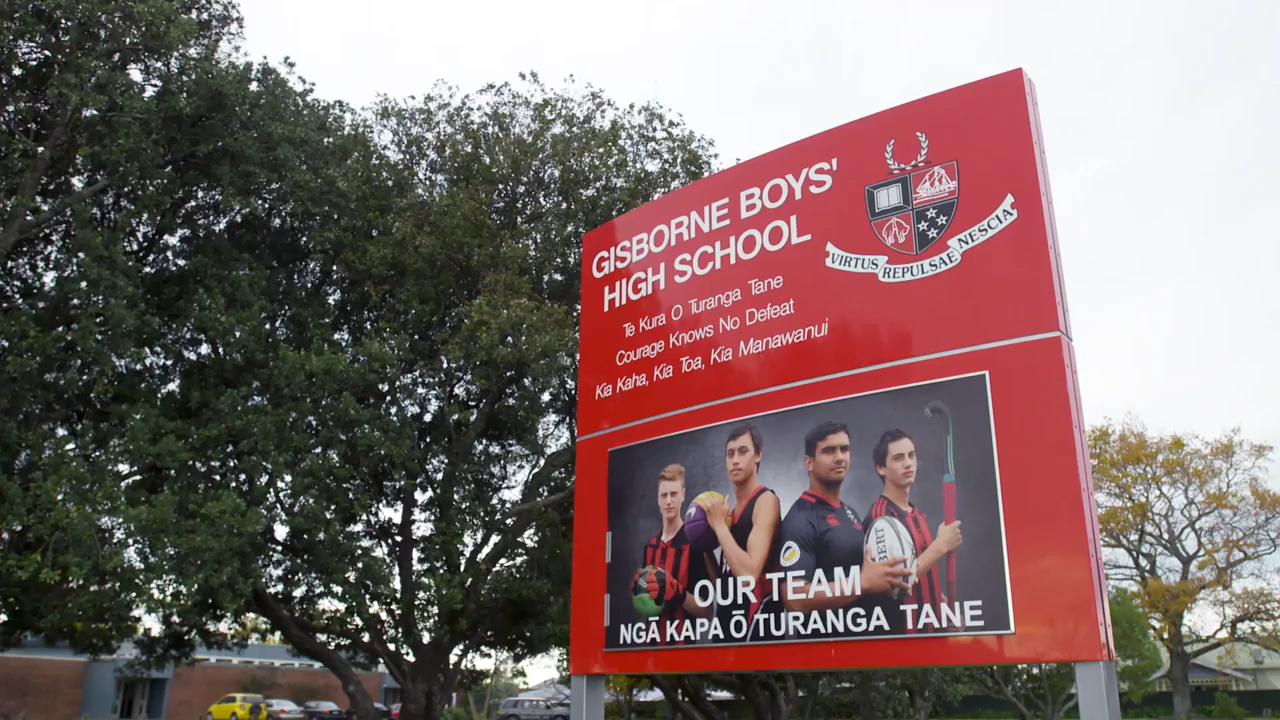 GISBORNE BOYS'
HIGH SCHOOL
Te Kura O Turanga Tane
Courage Knows No Defeat
Kia Kaha, Kia Toa, Kia Manawanui
VIRTUS REPULSAE NESCIA
BERT
OUR TEAM
NGĀ KAPA Ō TURANGA TANE